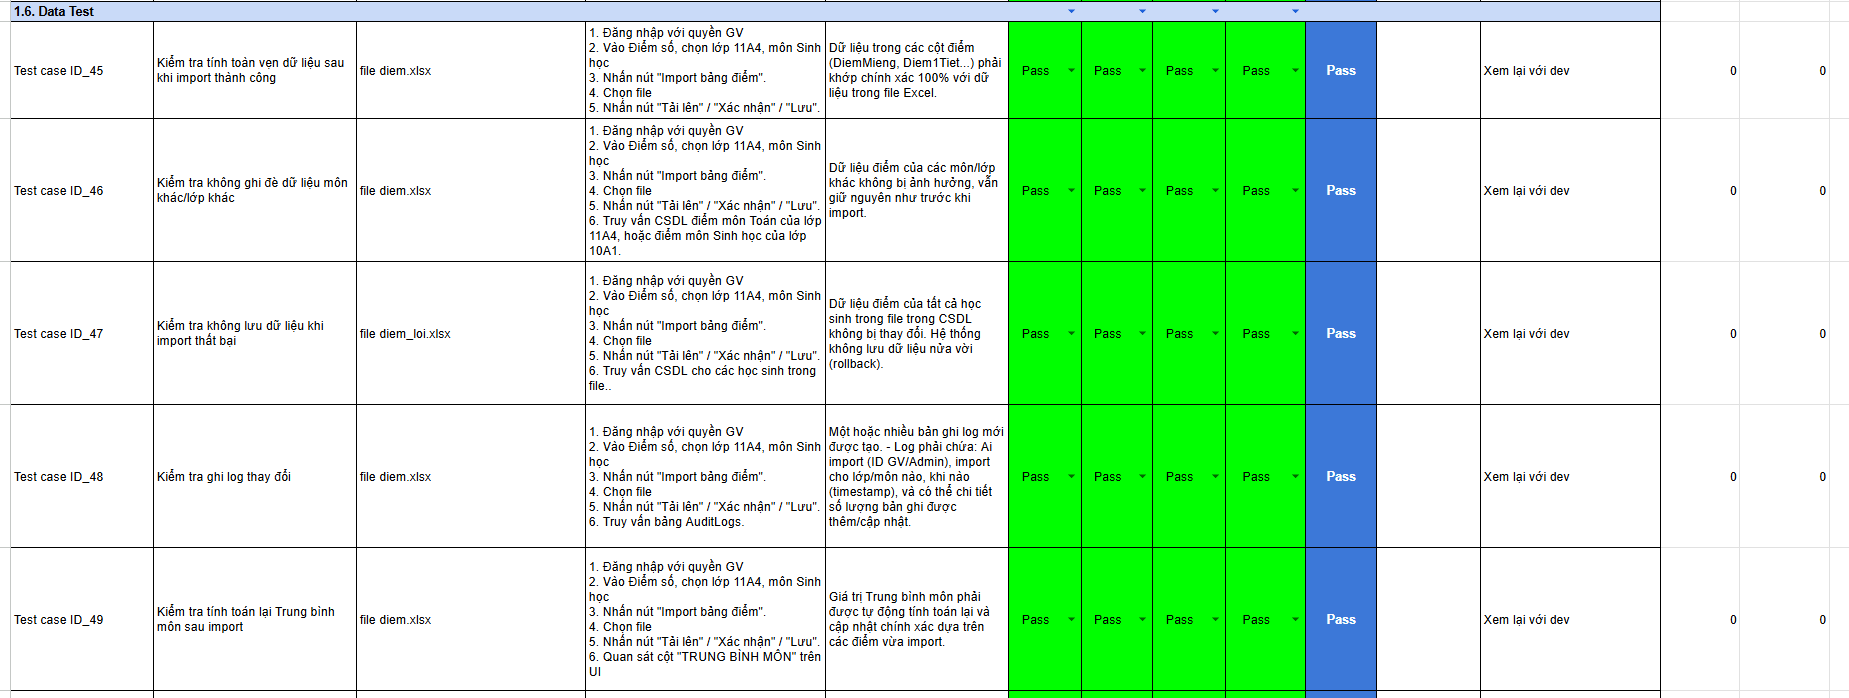 1.6. Data Test
Test case ID_45
Kiểm tra tính toàn vẹn dữ liệu sau
khi import thành công
file diem.xlsx
1. Đăng nhập với quyền GV
2. Vào Điểm số, chọn lớp 11A4, môn Sinh
học
3. Nhấn nút "Import bảng điểm".
4. Chọn file
5. Nhấn nút "Tải lên" / "Xác nhận" / "Lưu".
Dữ liệu trong các cột điểm
(DiemMieng, Diem1Tiet...) phải
khớp chính xác 100% với dữ
liệu trong file Excel.
Pass
Pass
Pass
Pass
Pass
Xem lại với dev
0
0
Test case ID_46
Kiểm tra không ghi đè dữ liệu môn
khác/lớp khác
file diem.xlsx
1. Đăng nhập với quyền GV
2. Vào Điểm số, chọn lớp 11A4, môn Sinh
học
3. Nhấn nút "Import bảng điểm".
4. Chọn file
5. Nhấn nút "Tải lên" / "Xác nhận" / "Lưu".
6. Truy vấn CSDL điểm môn Toán của lớp
11A4, hoặc điểm môn Sinh học của lớp
10A1.
Dữ liệu điểm của các môn/lớp
khác không bị ảnh hưởng, vẫn
giữ nguyên như trước khi
import.
Pass
Pass
Pass
Pass
Pass
Xem lại với dev
0
0
Test case ID_47
Kiểm tra không lưu dữ liệu khi
import thất bại
file diem_loi.xlsx
1. Đăng nhập với quyền GV
2. Vào Điểm số, chọn lớp 11A4, môn Sinh
học
3. Nhấn nút "Import bảng điểm".
4. Chọn file
5. Nhấn nút "Tải lên" / "Xác nhận" / "Lưu".
6. Truy vấn CSDL cho các học sinh trong
file..
Dữ liệu điểm của tất cả học
sinh trong file trong CSDL
không bị thay đổi. Hệ thống
không lưu dữ liệu nửa vời
(rollback).
Pass
Pass
Pass
Pass
Pass
Xem lại với dev
0
0
Test case ID_48
Kiểm tra ghi log thay đổi
file diem.xlsx
1. Đăng nhập với quyền GV
2. Vào Điểm số, chọn lớp 11A4, môn Sinh
học
3. Nhấn nút "Import bảng điểm".
4. Chọn file
5. Nhấn nút "Tải lên" / "Xác nhận" / "Lưu".
6. Truy vấn bảng AuditLogs.
Một hoặc nhiều bản ghi log mới
được tạo. - Log phải chứa: Ai
import (ID GV/Admin), import
cho lớp/môn nào, khi nào
(timestamp), và có thể chi tiết
số lượng bản ghi được
thêm/cập nhật.
Pass
Pass
Pass
Pass
Pass
Xem lại với dev
0
0
Test case ID_49
Kiểm tra tính toán lại Trung bình
môn sau import
file diem.xlsx
1. Đăng nhập với quyền GV
2. Vào Điểm số, chọn lớp 11A4, môn Sinh
học
3. Nhấn nút "Import bảng điểm".
4. Chọn file
5. Nhấn nút "Tải lên" / "Xác nhận" / "Lưu".
6. Quan sát cột "TRUNG BÌNH MÔN" trên
UI
Giá trị Trung bình môn phải
được tự động tính toán lại và
cập nhật chính xác dựa trên
các điểm vừa import.
Pass
Pass
Pass
Pass
Pass
Xem lại với dev
0
0